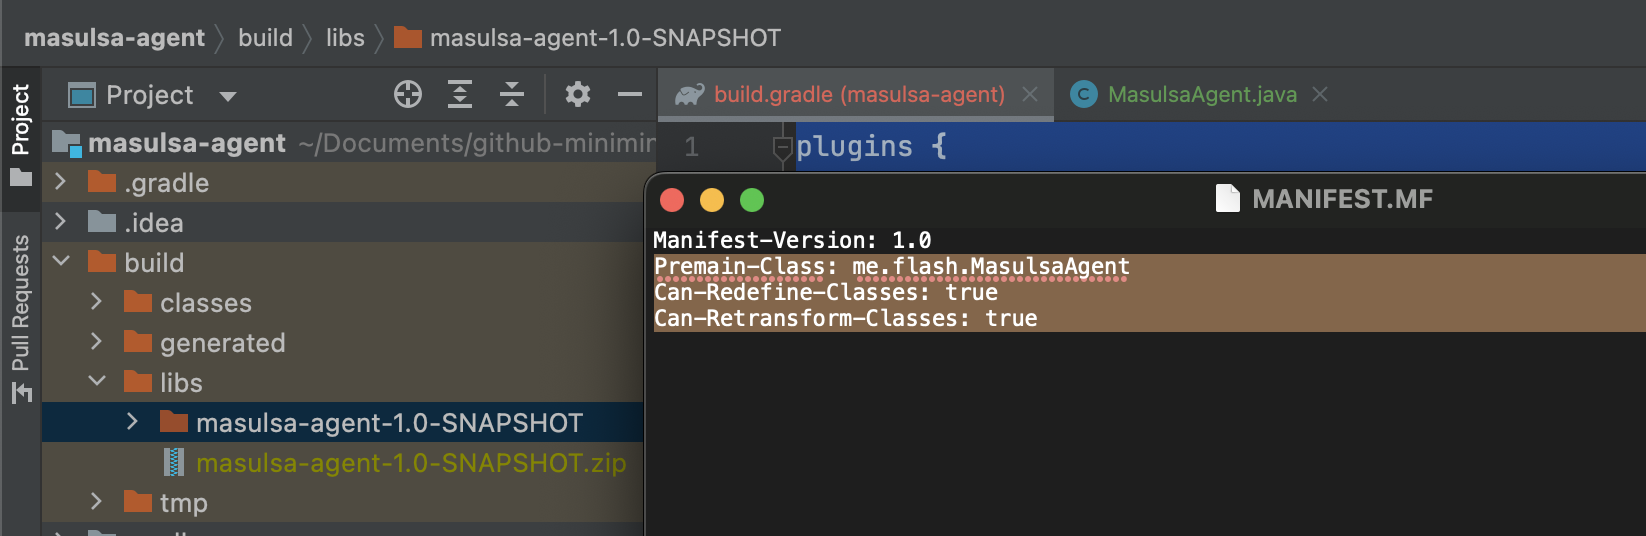 masulsa-agent build libs masulsa-agent-1.0-SNAPSHOT
Project
build.gradle (masulsa-agent)
MasulsaAgent.java
Project
Pull Requests
masulsa-agent ~/Documents/github-minimin
.gradle
.idea
build
classes
generated
libs
masulsa-agent-1.0-SNAPSHOT
masulsa-agent-1.0-SNAPSHOT.zip
tmp
1 plugins {
MANIFEST.MF
Manifest-Version: 1.0
Premain-Class: me.flash.MasulsaAgent
Can-Redefine-Classes: true
Can-Retransform-Classes: true